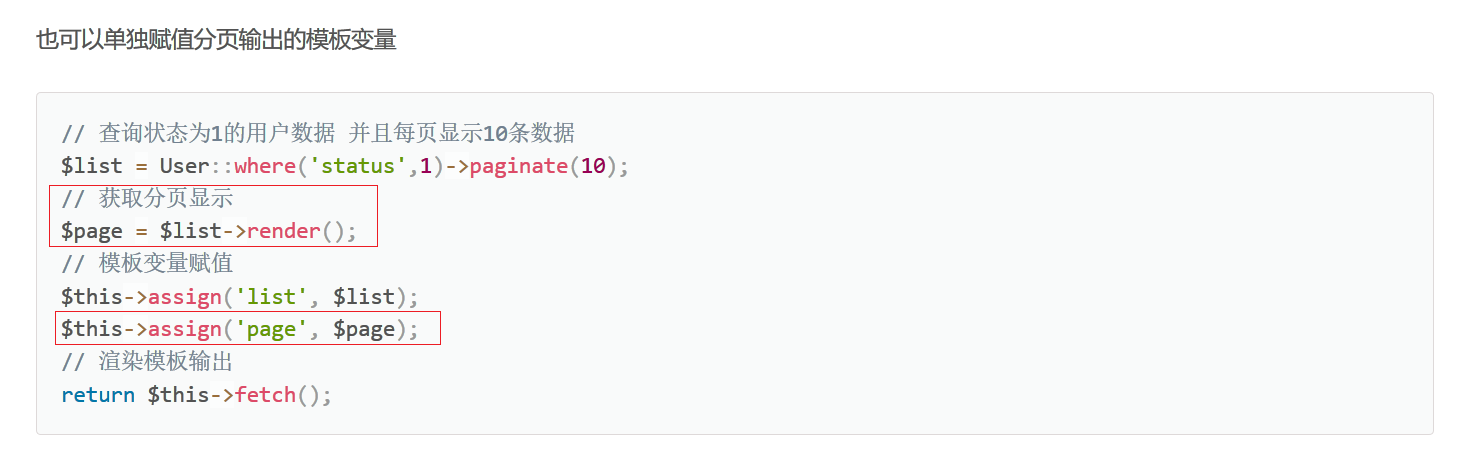 也可以单独赋值分页输出的模板变量
// 查询状态为1的用户数据 并且每页显示10条数据
$list = User::where('status',1)->paginate(10);
// 获取分页显示
$page = $list->render();
// 模板变量赋值
$this->assign('list', $list);
$this->assign('page', $page);
// 渲染模板输出
return $this->fetch();